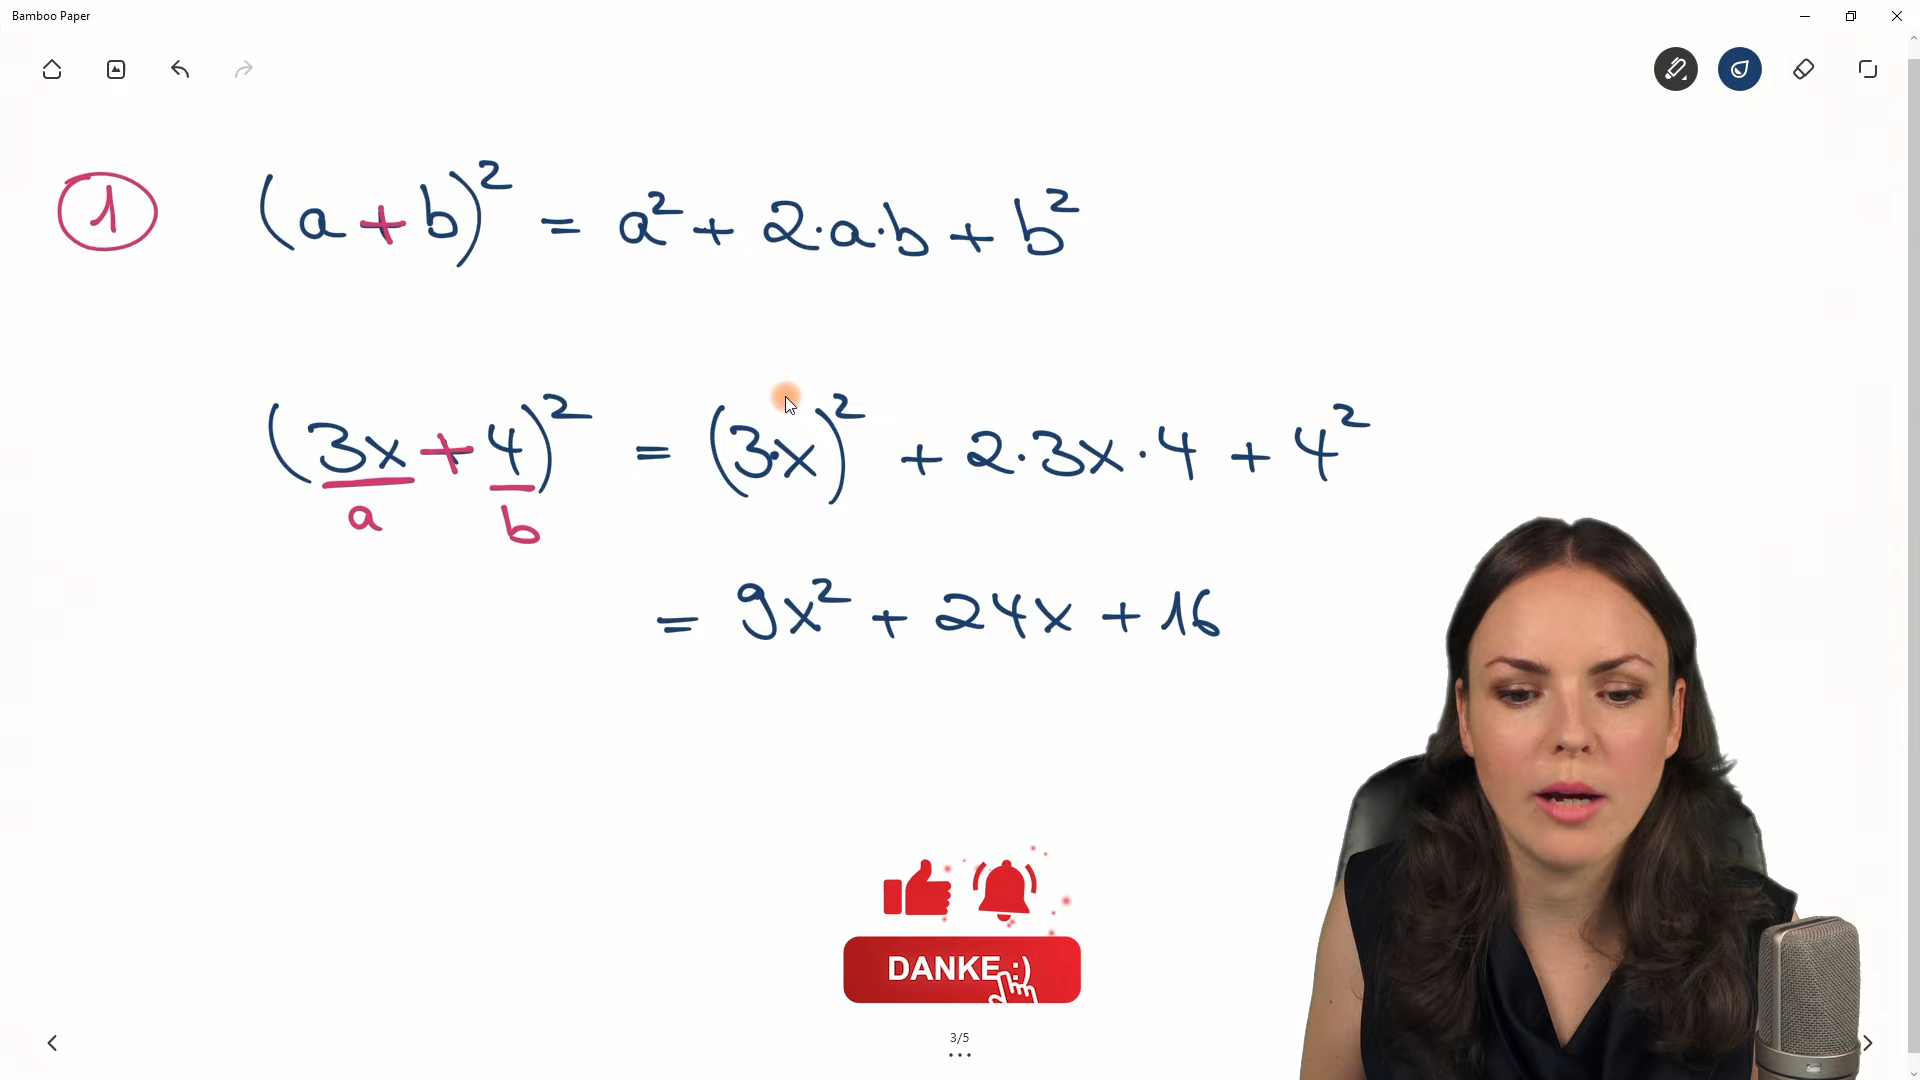 Bamboo Paper
1 (a+b)² = a² + 2·a·b + b²
(3x+4)² = (3·x)² + 2·3x·4 + 4²
a b
= 9x² + 24x + 16
DANKE :)
3/5